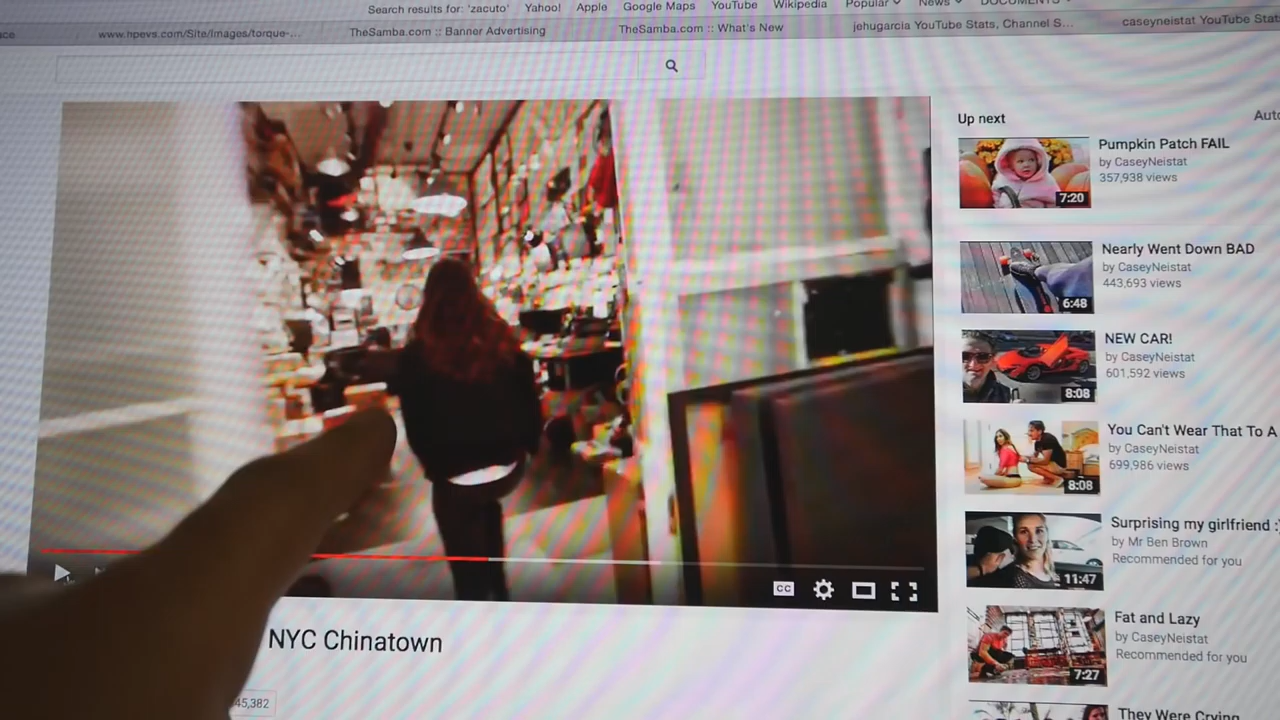 Search results for: 'zacuto' Yahoo! Apple Google Maps YouTube Wikipedia Popular News DOCUMENTS
www.hpevs.com/Site/Images/torque-... TheSamba.com :: Banner Advertising TheSamba.com :: What's New jehugarcia YouTube Stats, Channel S... caseyneistat YouTube Stats
Up next
Pumpkin Patch FAIL
by CaseyNeistat
357,938 views
7:20
Nearly Went Down BAD
by CaseyNeistat
443,693 views
6:48
NEW CAR!
by CaseyNeistat
601,592 views
8:08
You Can't Wear That To A
by CaseyNeistat
699,986 views
8:08
Surprising my girlfriend :)
by Mr Ben Brown
Recommended for you
11:47
CC
Fat and Lazy
by CaseyNeistat
Recommended for you
7:27
NYC Chinatown
45,382
They Were Crying